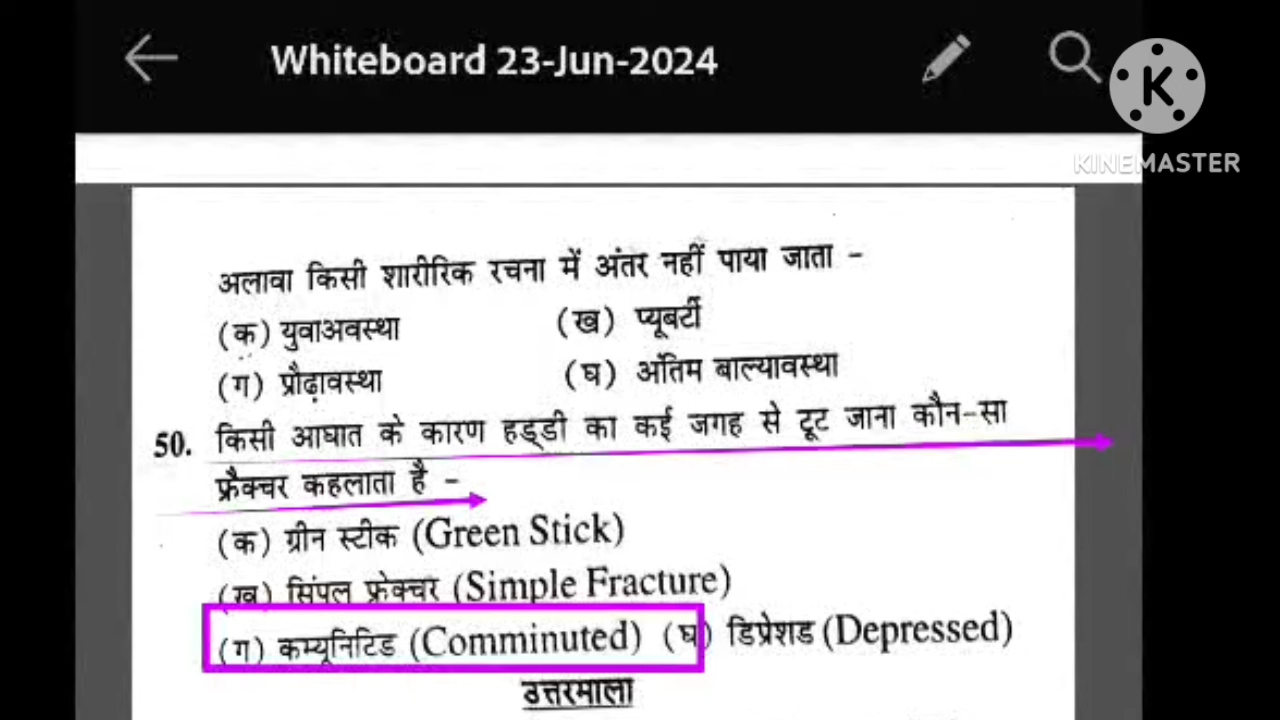 Whiteboard 23-Jun-2024
K
KINEMASTER
अलावा किसी शारीरिक रचना में अंतर नहीं पाया जाता -
(क) युवाअवस्था (ख) प्यूबर्टी
(ग) प्रौढ़ावस्था (घ) अंतिम बाल्यावस्था
50. किसी आघात के कारण हड्डी का कई जगह से टूट जाना कौन-सा
फ्रैक्चर कहलाता है -
(क) ग्रीन स्टीक (Green Stick)
(ख) सिंपल फ्रेक्चर (Simple Fracture)
(ग) कम्यूनिटिड (Comminuted) (घ) डिप्रेशड (Depressed)
उत्तरमाला